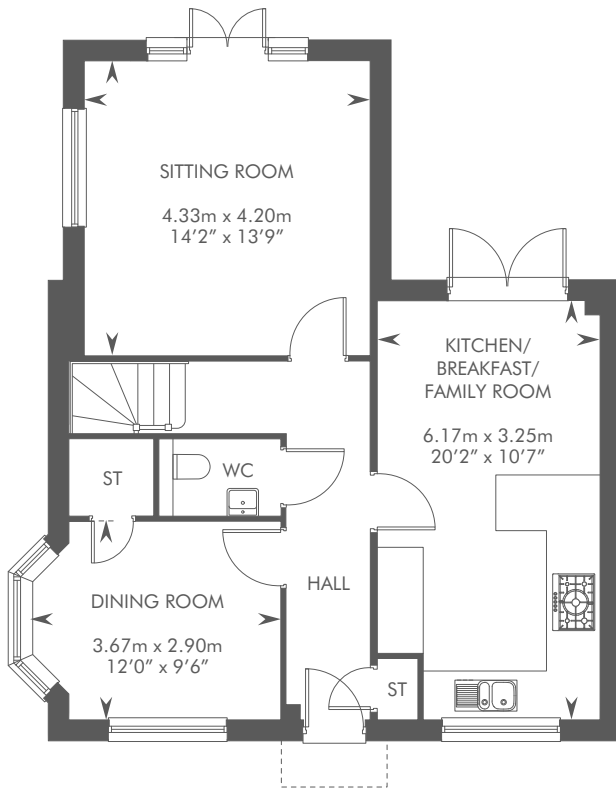 SITTING ROOM
4.33m x 4.20m
14’2” x 13’9”
KITCHEN/
BREAKFAST/
FAMILY ROOM
6.17m x 3.25m
20’2” x 10’7”
ST
WC
HALL
DINING ROOM
3.67m x 2.90m
12’0” x 9’6”
ST